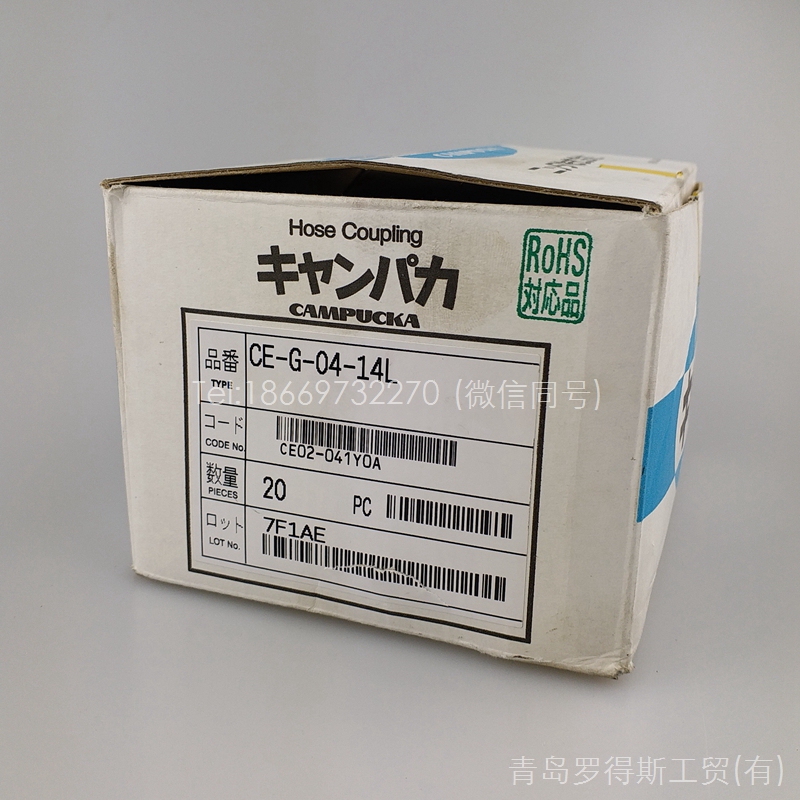 Hose Coupling
キャンパカ
CAMPUCKA
RoHS
対応品
品番
TYPE
CE-G-04-14L
Tel:18669732270 (微信同号)
コード
CODE No.
CE02-041Y0A
数量
PIECES
20 PC
ロット
LOT No.
7F1AE
青岛罗得斯工贸(有)